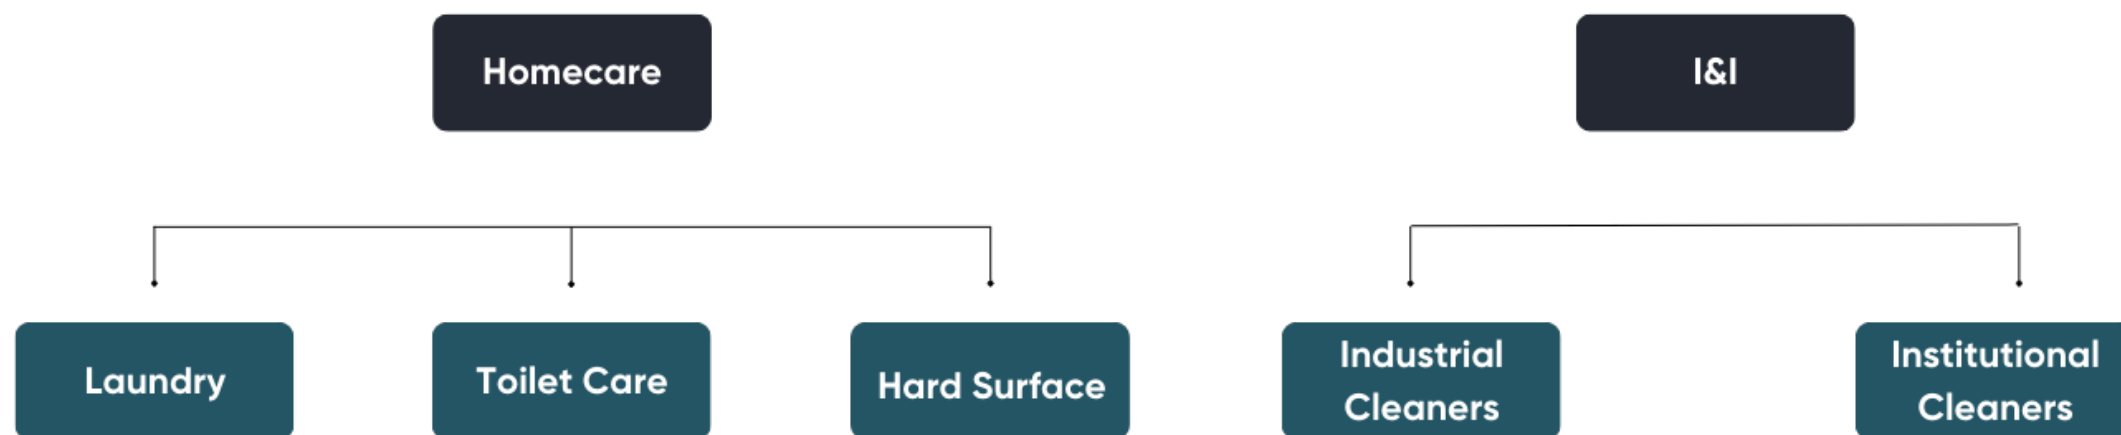 Homecare
I&I
Laundry
Toilet Care
Hard Surface
Industrial
Cleaners
Institutional
Cleaners